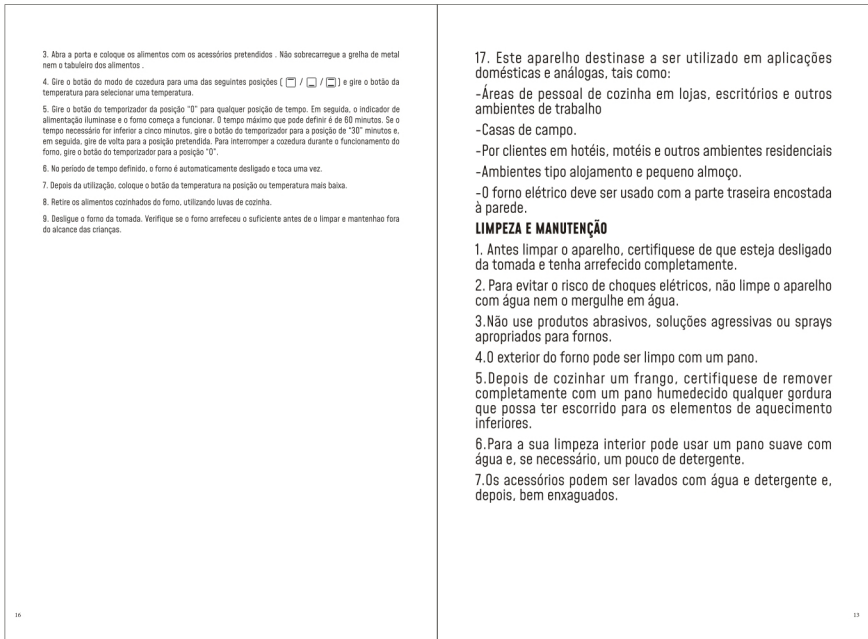 3. Abra a porta e coloque os alimentos com os acessórios pretendidos . Não sobrecarregue a grelha de metal
nem o tabuleiro dos alimentos .
4. Gire o botão do modo de cozedura para uma das seguintes posições ( / / ) e gire o botão da
temperatura para selecionar uma temperatura.
5. Gire o botão do temporizador da posição "0" para qualquer posição de tempo. Em seguida, o indicador de
alimentação iluminase e o forno começa a funcionar. O tempo máximo que pode definir é de 60 minutos. Se o
tempo necessário for inferior a cinco minutos, gire o botão do temporizador para a posição de "30" minutos e,
em seguida, gire de volta para a posição pretendida. Para interromper a cozedura durante o funcionamento do
forno, gire o botão do temporizador para a posição "0".
6. No período de tempo definido, o forno é automaticamente desligado e toca uma vez.
7. Depois da utilização, coloque o botão da temperatura na posição ou temperatura mais baixa.
8. Retire os alimentos cozinhados do forno, utilizando luvas de cozinha.
9. Desligue o forno da tomada. Verifique se o forno arrefeceu o suficiente antes de o limpar e mantenhao fora
do alcance das crianças.
16
17. Este aparelho destinase a ser utilizado em aplicações
domésticas e análogas, tais como:
-Áreas de pessoal de cozinha em lojas, escritórios e outros
ambientes de trabalho
-Casas de campo.
-Por clientes em hotéis, motéis e outros ambientes residenciais
-Ambientes tipo alojamento e pequeno almoço.
-O forno elétrico deve ser usado com a parte traseira encostada
à parede.
LIMPEZA E MANUTENÇÃO
1. Antes limpar o aparelho, certifiquese de que esteja desligado
da tomada e tenha arrefecido completamente.
2. Para evitar o risco de choques elétricos, não limpe o aparelho
com água nem o mergulhe em água.
3.Não use produtos abrasivos, soluções agressivas ou sprays
apropriados para fornos.
4.O exterior do forno pode ser limpo com um pano.
5.Depois de cozinhar um frango, certifiquese de remover
completamente com um pano humedecido qualquer gordura
que possa ter escorrido para os elementos de aquecimento
inferiores.
6.Para a sua limpeza interior pode usar um pano suave com
água e, se necessário, um pouco de detergente.
7.Os acessórios podem ser lavados com água e detergente e,
depois, bem enxaguados.
13